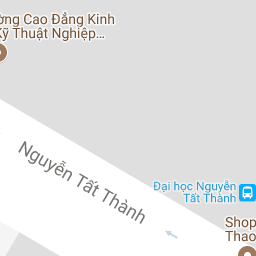 ờng Cao Đẳng Kinh
Kỹ Thuật Nghiệp...
Nguyễn Tất Thành
Đại học Nguyễn
Tất Thành
Shop
Thao